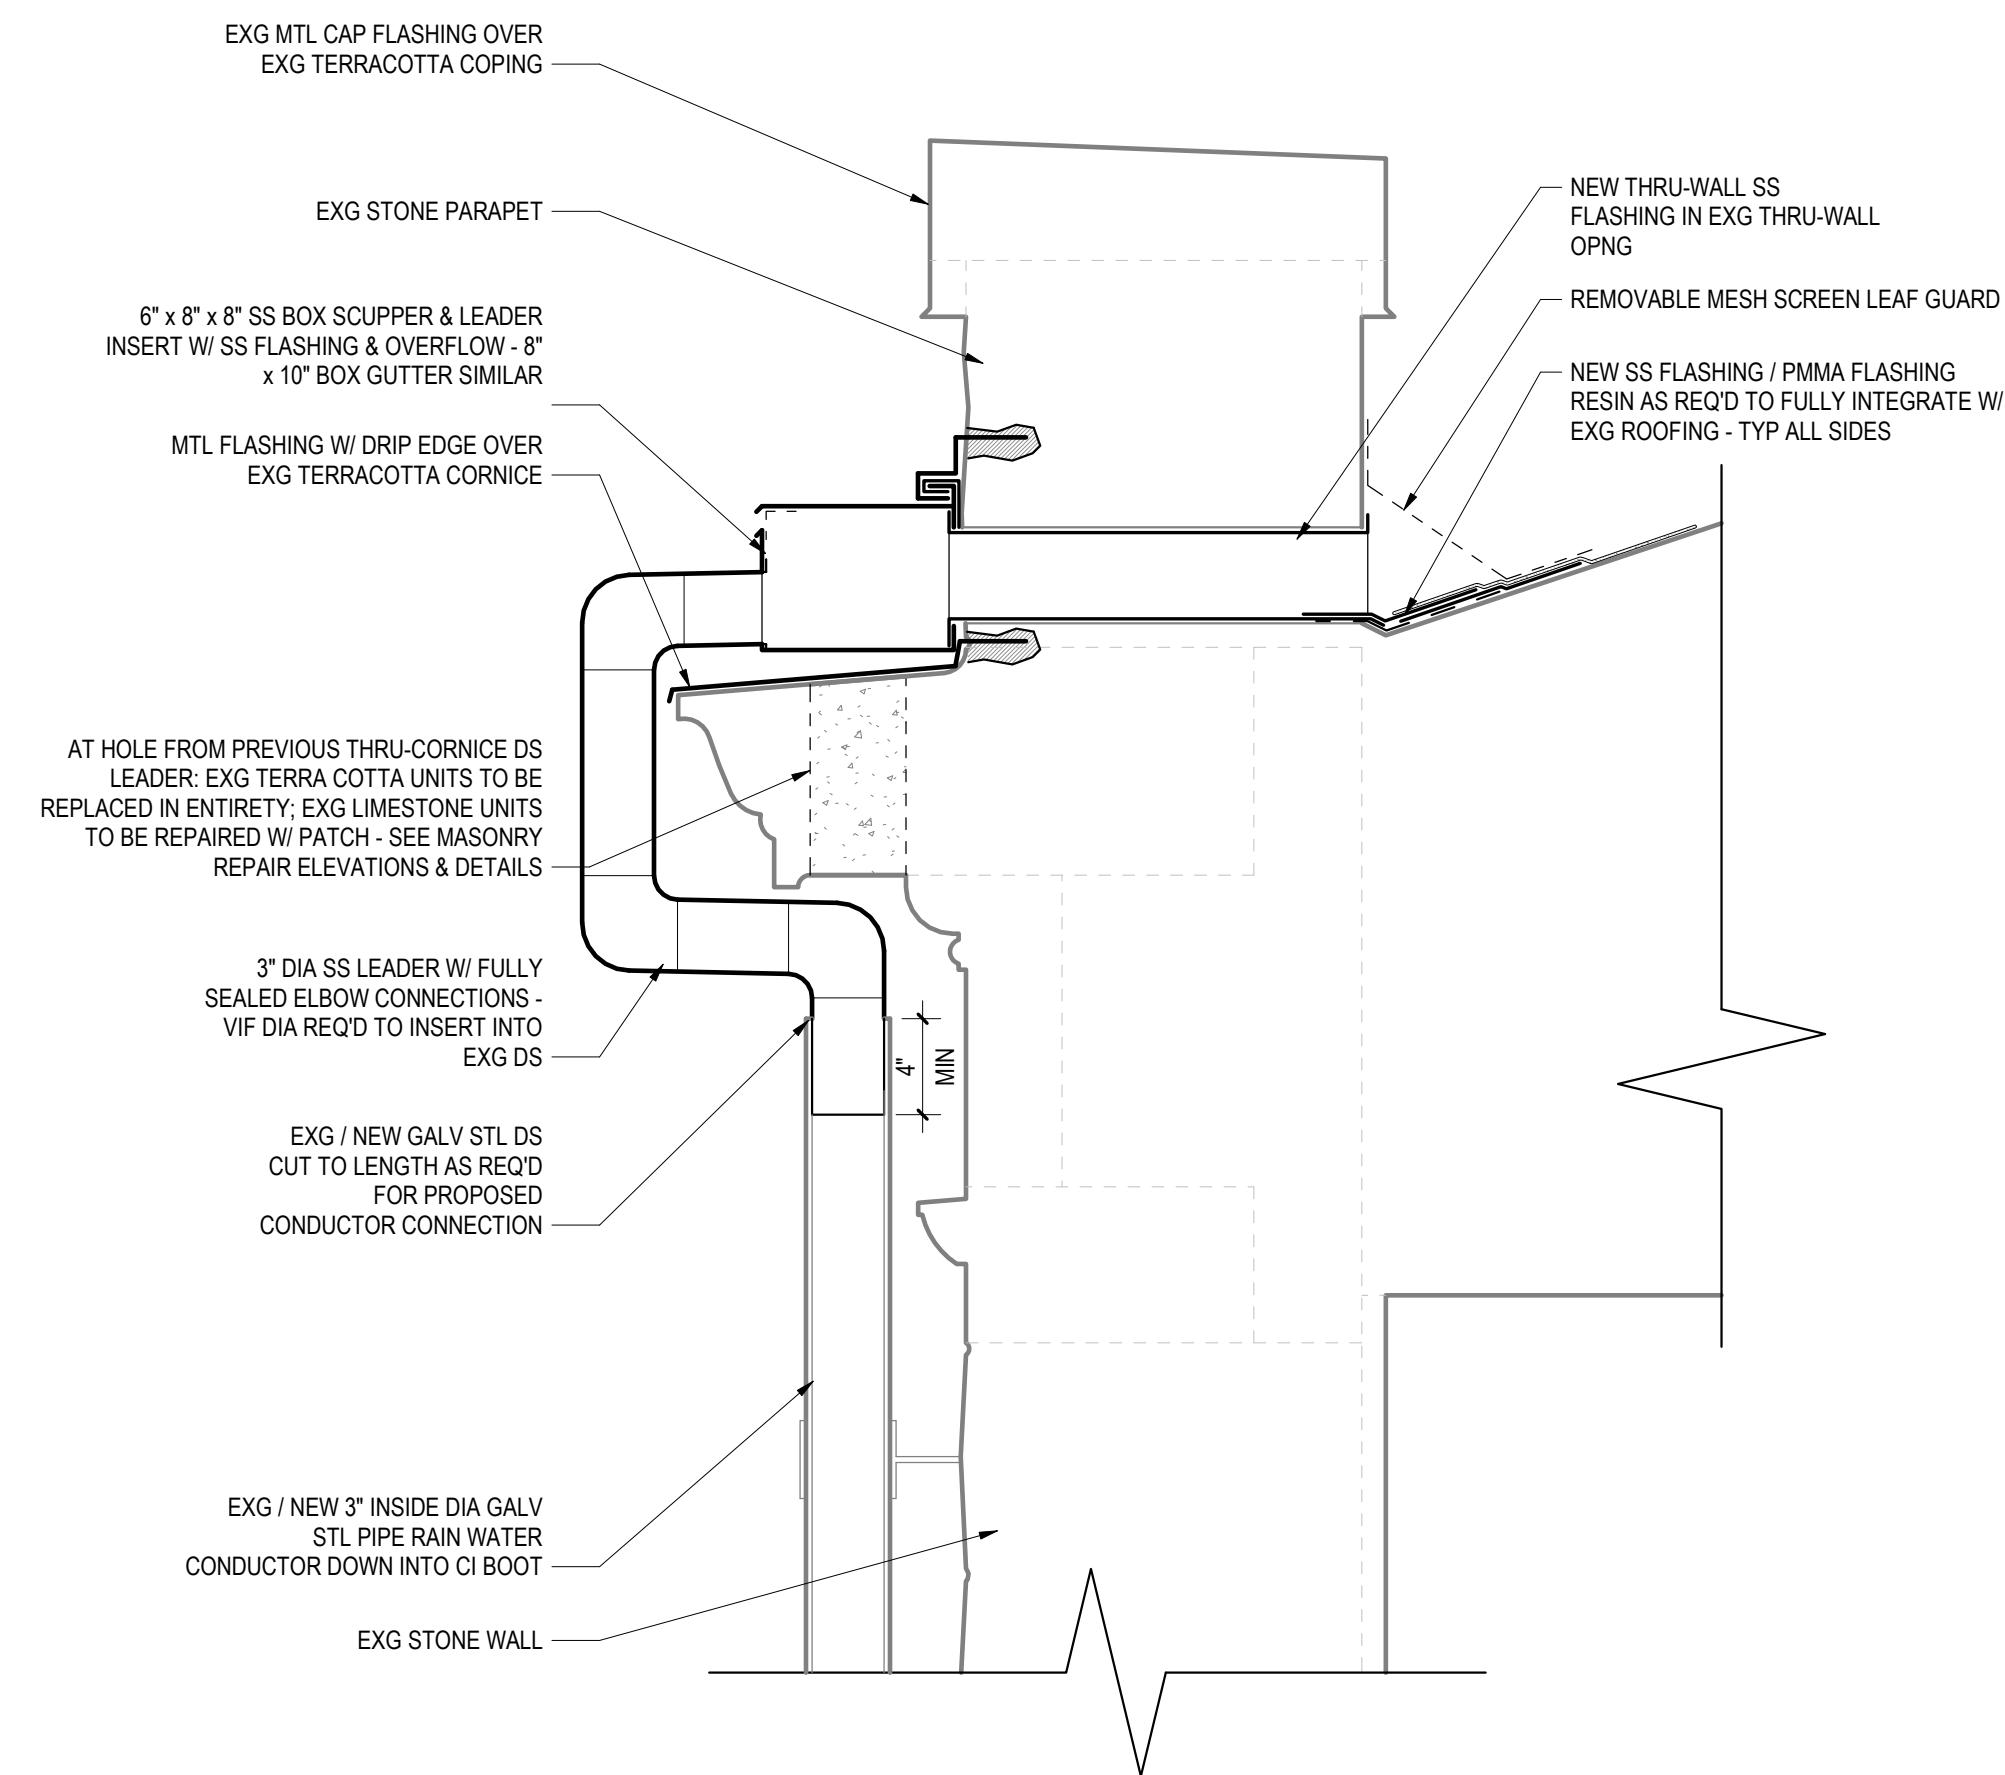 EXG MTL CAP FLASHING OVER
EXG TERRACOTTA COPING
EXG STONE PARAPET
6" x 8" x 8" SS BOX SCUPPER & LEADER
INSERT W/ SS FLASHING & OVERFLOW - 8"
x 10" BOX GUTTER SIMILAR
MTL FLASHING W/ DRIP EDGE OVER
EXG TERRACOTTA CORNICE
AT HOLE FROM PREVIOUS THRU-CORNICE DS
LEADER: EXG TERRA COTTA UNITS TO BE
REPLACED IN ENTIRETY; EXG LIMESTONE UNITS
TO BE REPAIRED W/ PATCH - SEE MASONRY
REPAIR ELEVATIONS & DETAILS
3" DIA SS LEADER W/ FULLY
SEALED ELBOW CONNECTIONS -
VIF DIA REQ'D TO INSERT INTO
EXG DS
EXG / NEW GALV STL DS
CUT TO LENGTH AS REQ'D
FOR PROPOSED
CONDUCTOR CONNECTION
EXG / NEW 3" INSIDE DIA GALV
STL PIPE RAIN WATER
CONDUCTOR DOWN INTO CI BOOT
EXG STONE WALL
4"
MIN
NEW THRU-WALL SS
FLASHING IN EXG THRU-WALL
OPNG
REMOVABLE MESH SCREEN LEAF GUARD
NEW SS FLASHING / PMMA FLASHING
RESIN AS REQ'D TO FULLY INTEGRATE W/
EXG ROOFING - TYP ALL SIDES